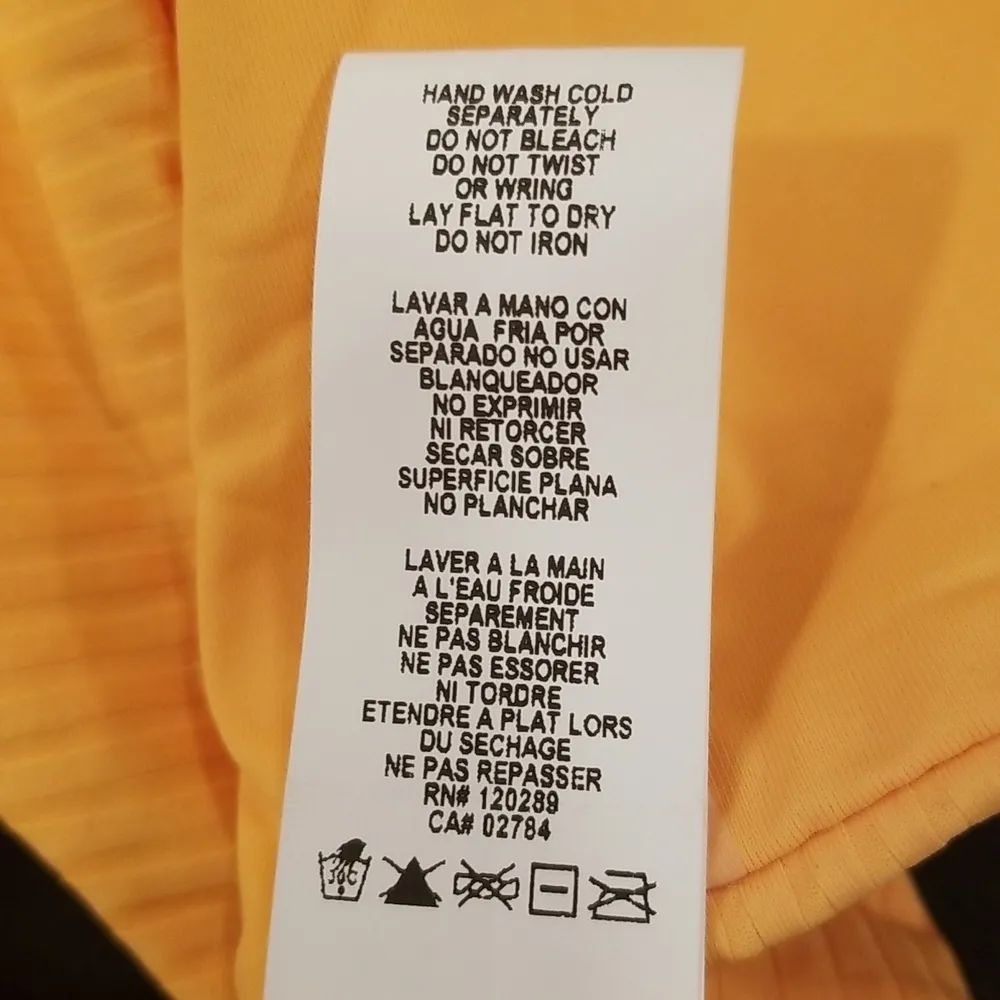 HAND WASH COLD
SEPARATELY
DO NOT BLEACH
DO NOT TWIST
OR WRING
LAY FLAT TO DRY
DO NOT IRON
LAVAR A MANO CON
AGUA FRIA POR
SEPARADO NO USAR
BLANQUEADOR
NO EXPRIMIR
NI RETORCER
SECAR SOBRE
SUPERFICIE PLANA
NO PLANCHAR
LAVER A LA MAIN
A L'EAU FROIDE
SEPAREMENT
NE PAS BLANCHIR
NE PAS ESSORER
NI TORDRE
ETENDRE A PLAT LORS
DU SECHAGE
NE PAS REPASSER
RN# 120289
CA# 02784